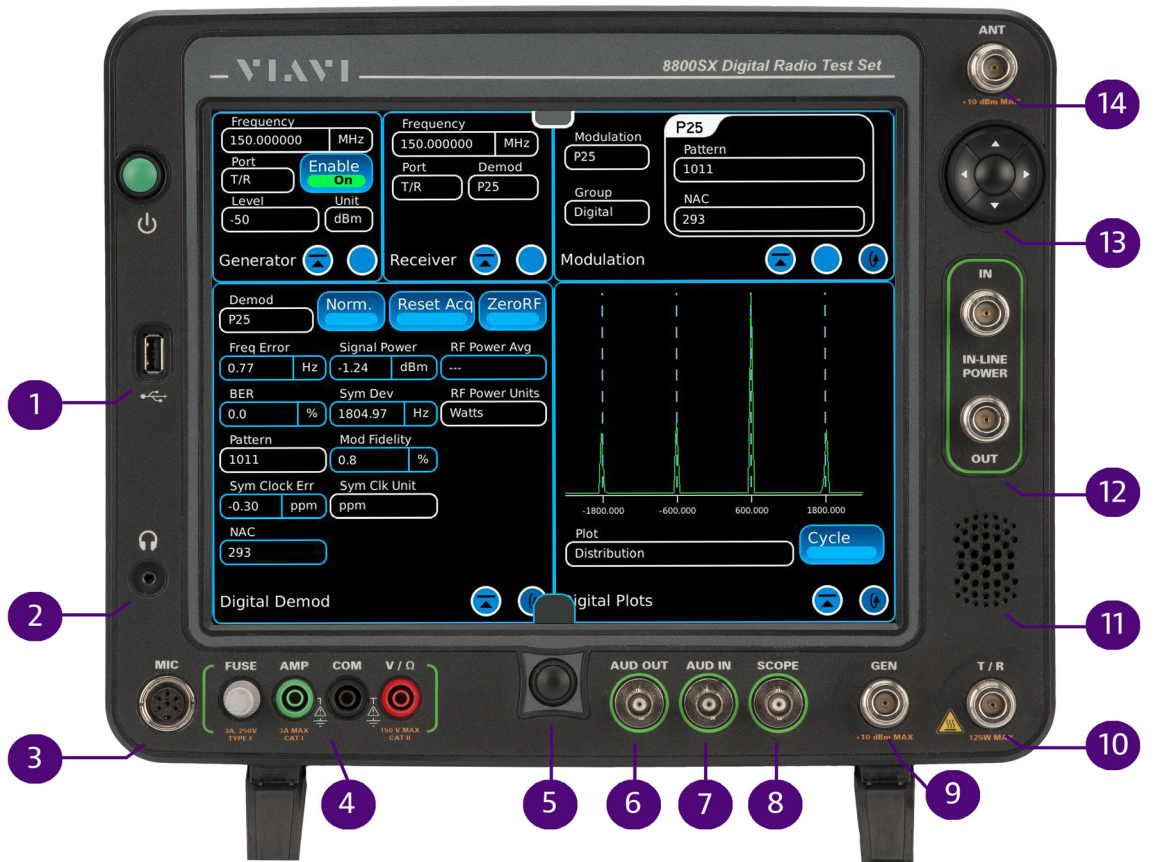 VIAVI
8800SX Digital Radio Test Set
ANT
+10 dBm MAX
14
Frequency
150.000000 MHz
Port
T/R
Enable
On
Level
-50
Unit
dBm
Generator
Frequency
150.000000 MHz
Port
T/R
Demod
P25
Receiver
Modulation
P25
Group
Digital
P25
Pattern
1011
NAC
293
Modulation
13
Demod
P25
Norm.
Reset Acq
ZeroRF
Freq Error
0.77 Hz
Signal Power
-1.24 dBm
RF Power Avg
---
BER
0.0 %
Sym Dev
1804.97 Hz
RF Power Units
Watts
Pattern
1011
Mod Fidelity
0.8 %
Sym Clock Err
-0.30 ppm
Sym Clk Unit
ppm
NAC
293
Digital Demod
-1800.000 -600.000 600.000 1800.000
Plot
Distribution
Cycle
Digital Plots
IN
IN-LINE
POWER
OUT
12
1
2
11
MIC
3
FUSE
3A, 250V
TYPE F
AMP
3A MAX
CAT I
COM
V / Ω
150 V MAX
CAT II
4
5
AUD OUT
6
AUD IN
7
SCOPE
8
GEN
+10 dBm MAX
9
T / R
125W MAX
10